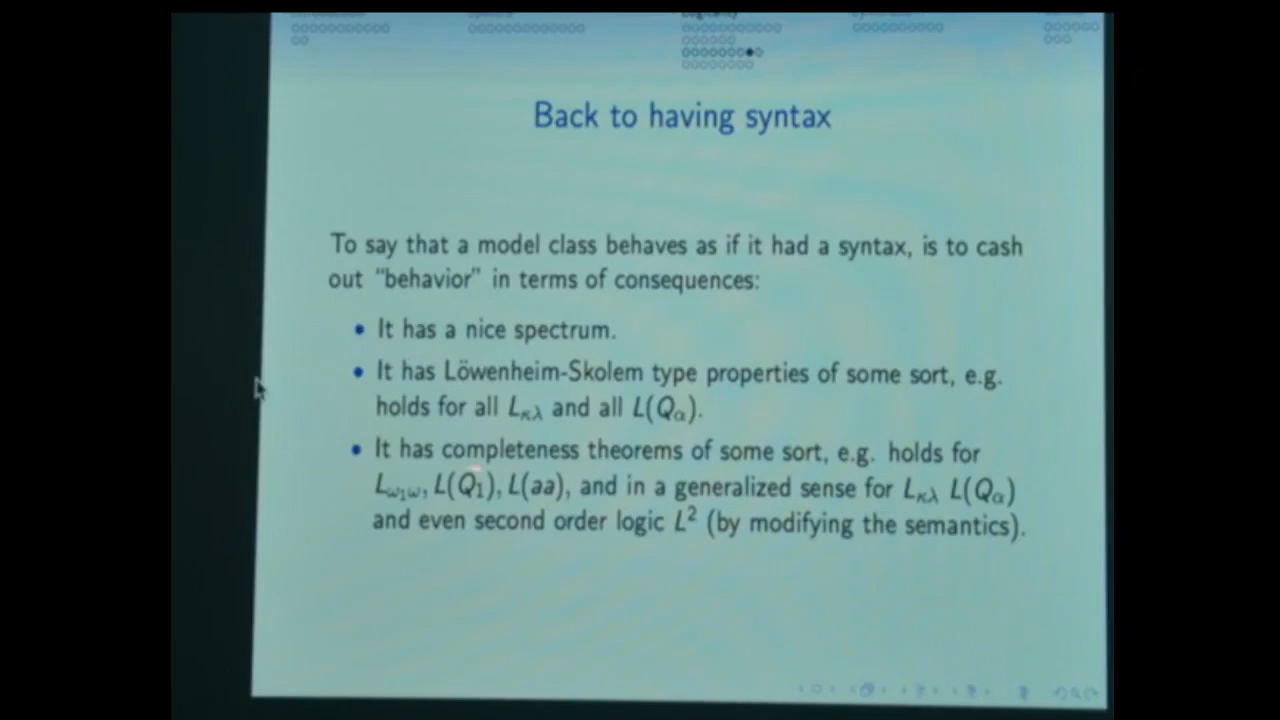 Back to having syntax
To say that a model class behaves as if it had a syntax, is to cash
out "behavior" in terms of consequences:
• It has a nice spectrum.
• It has Löwenheim-Skolem type properties of some sort, e.g.
holds for all L_{κλ} and all L(Q_α).
• It has completeness theorems of some sort, e.g. holds for
L_{ω₁ω}, L(Q₁), L(aa), and in a generalized sense for L_{κλ} L(Q_α)
and even second order logic L² (by modifying the semantics).